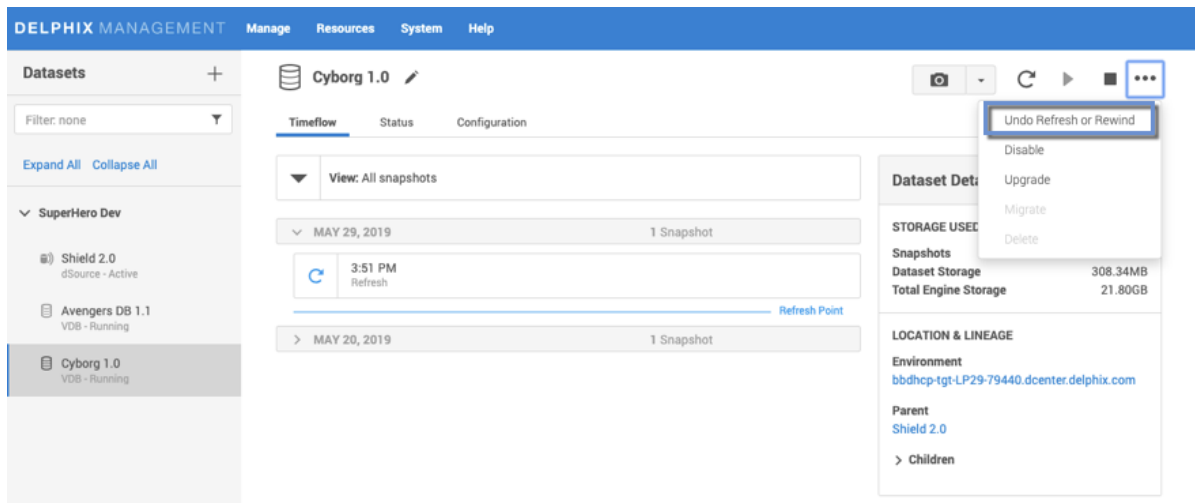 DELPHIX MANAGEMENT Manage Resources System Help
Datasets
Filter: none
Expand All Collapse All
SuperHero Dev
Shield 2.0
dSource - Active
Avengers DB 1.1
VDB - Running
Cyborg 1.0
VDB - Running
Cyborg 1.0
Timeflow Status Configuration
View: All snapshots
MAY 29, 2019 1 Snapshot
3:51 PM
Refresh
Refresh Point
MAY 20, 2019 1 Snapshot
Undo Refresh or Rewind
Disable
Upgrade
Migrate
Delete
Dataset Deta
STORAGE USED
Snapshots
Dataset Storage 308.34MB
Total Engine Storage 21.80GB
LOCATION & LINEAGE
Environment
bbdhcp-tgt-LP29-79440.dcenter.delphix.com
Parent
Shield 2.0
Children